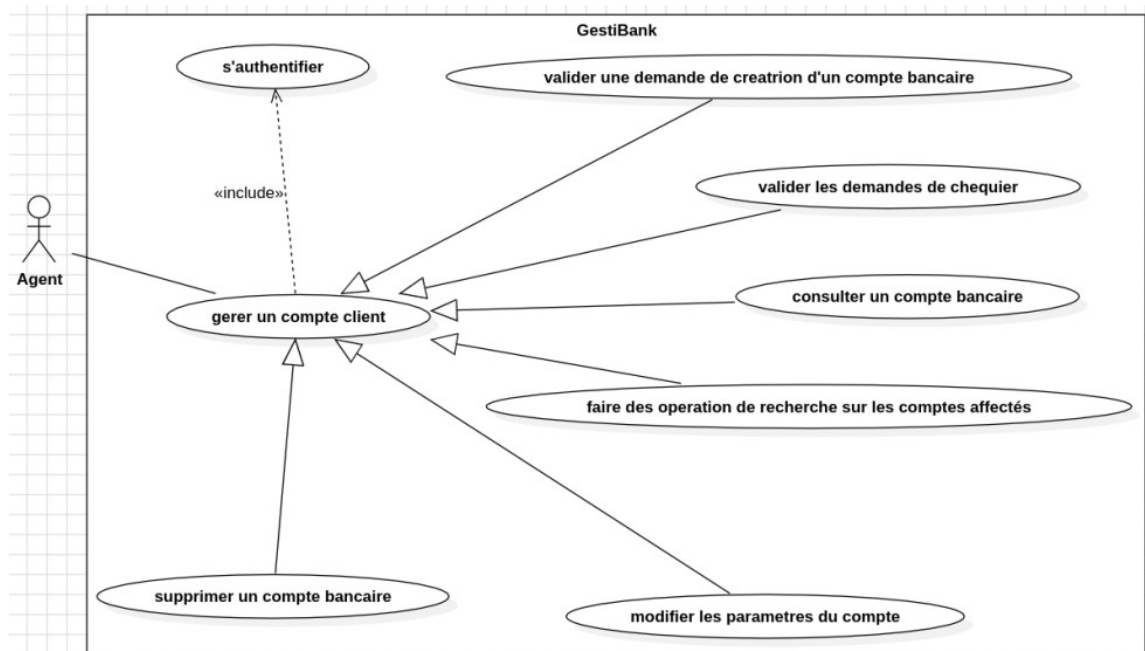 GestiBank
s'authentifier
valider une demande de creatrion d'un compte bancaire
valider les demandes de chequier
«include»
Agent
consulter un compte bancaire
gerer un compte client
faire des operation de recherche sur les comptes affectés
supprimer un compte bancaire
modifier les parametres du compte